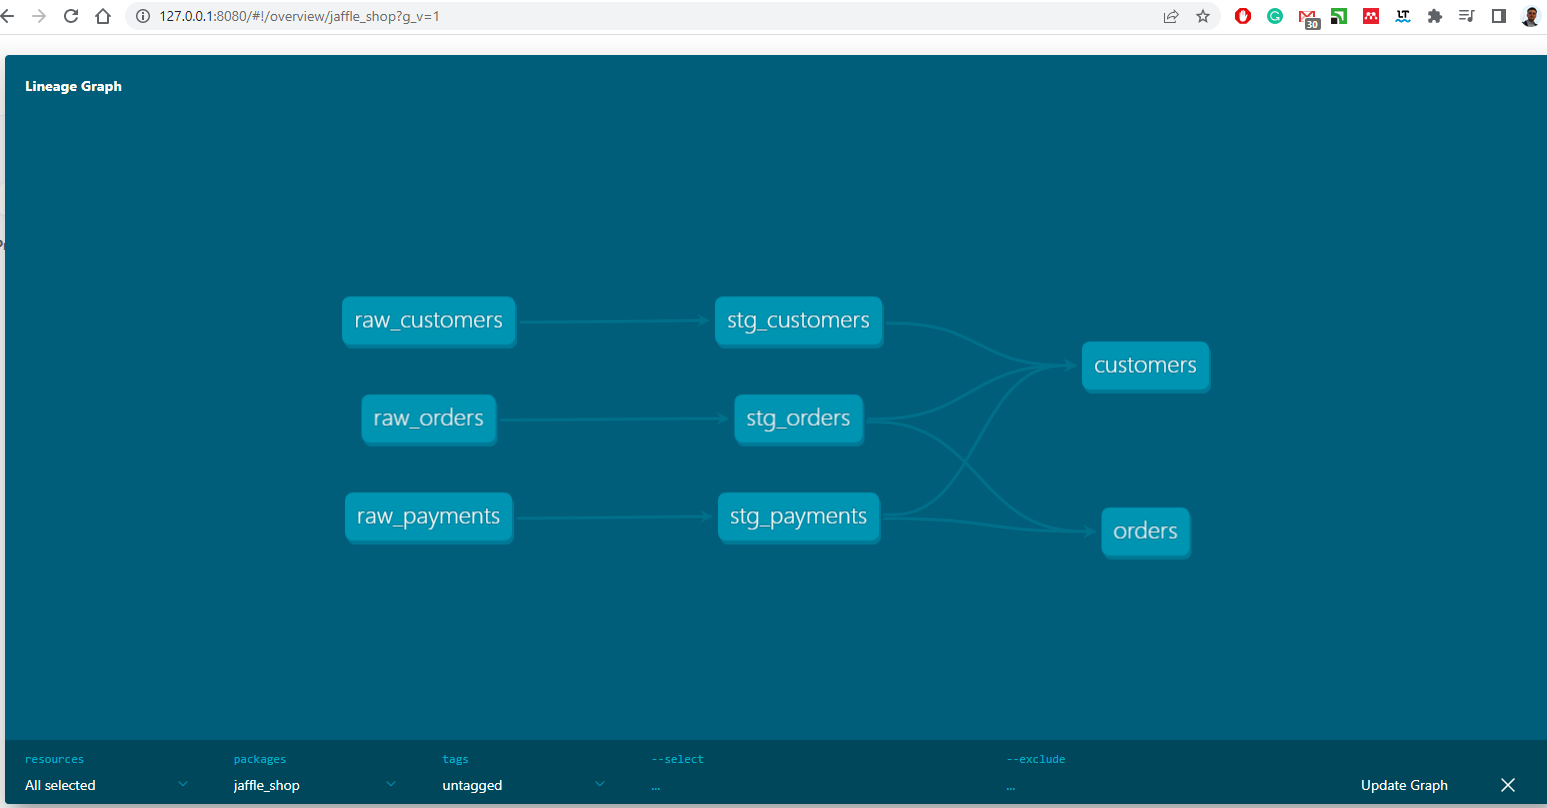 127.0.0.1:8080/#!/overview/jaffle_shop?g_v=1
30
LT
Lineage Graph
raw_customers
stg_customers
customers
raw_orders
stg_orders
raw_payments
stg_payments
orders
resources
packages
tags
--select
--exclude
All selected
jaffle_shop
untagged
...
...
Update Graph